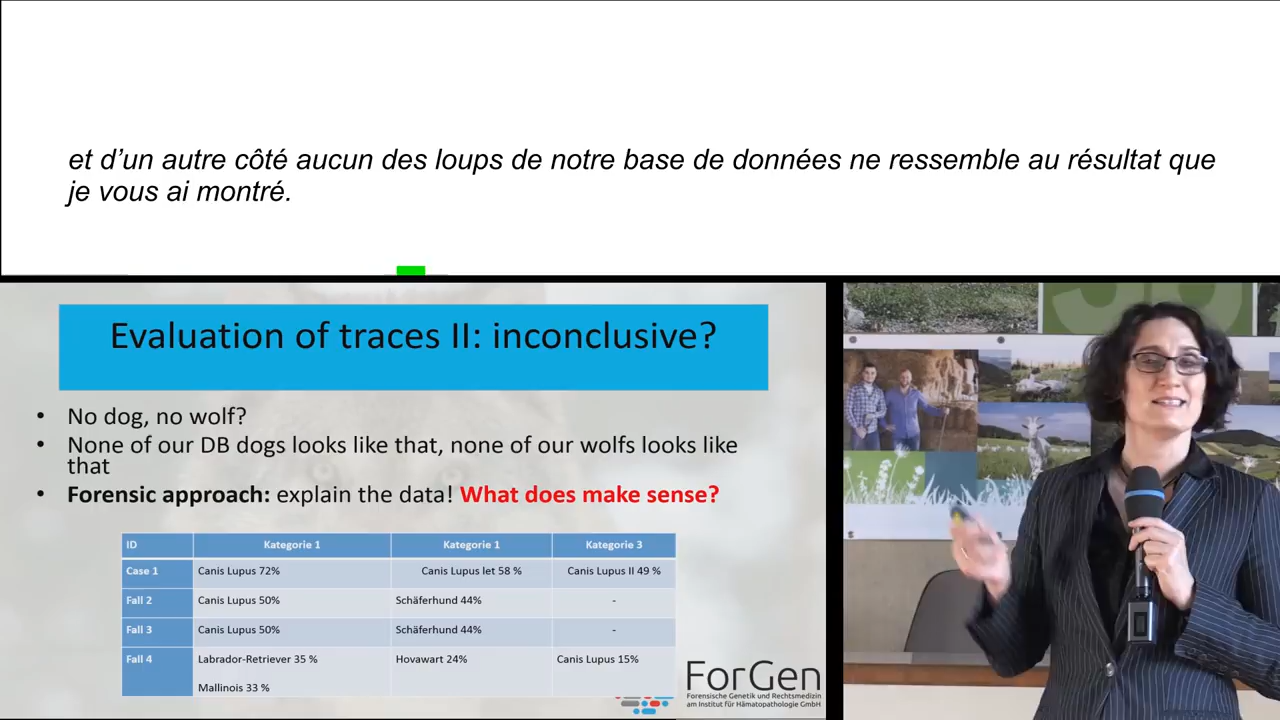 et d’un autre côté aucun des loups de notre base de données ne ressemble au résultat que
je vous ai montré.
Evaluation of traces II: inconclusive?
• No dog, no wolf?
• None of our DB dogs looks like that, none of our wolfs looks like
that
• Forensic approach: explain the data! What does make sense?
ID Kategorie 1 Kategorie 1 Kategorie 3
Case 1 Canis Lupus 72% Canis Lupus let 58 % Canis Lupus II 49 %
Fall 2 Canis Lupus 50% Schäferhund 44% -
Fall 3 Canis Lupus 50% Schäferhund 44% -
Fall 4 Labrador-Retriever 35 % Hovawart 24% Canis Lupus 15%
Mallinois 33 %
ForGen
Forensische Genetik und Rechtsmedizin
am Institut für Hämatopathologie GmbH